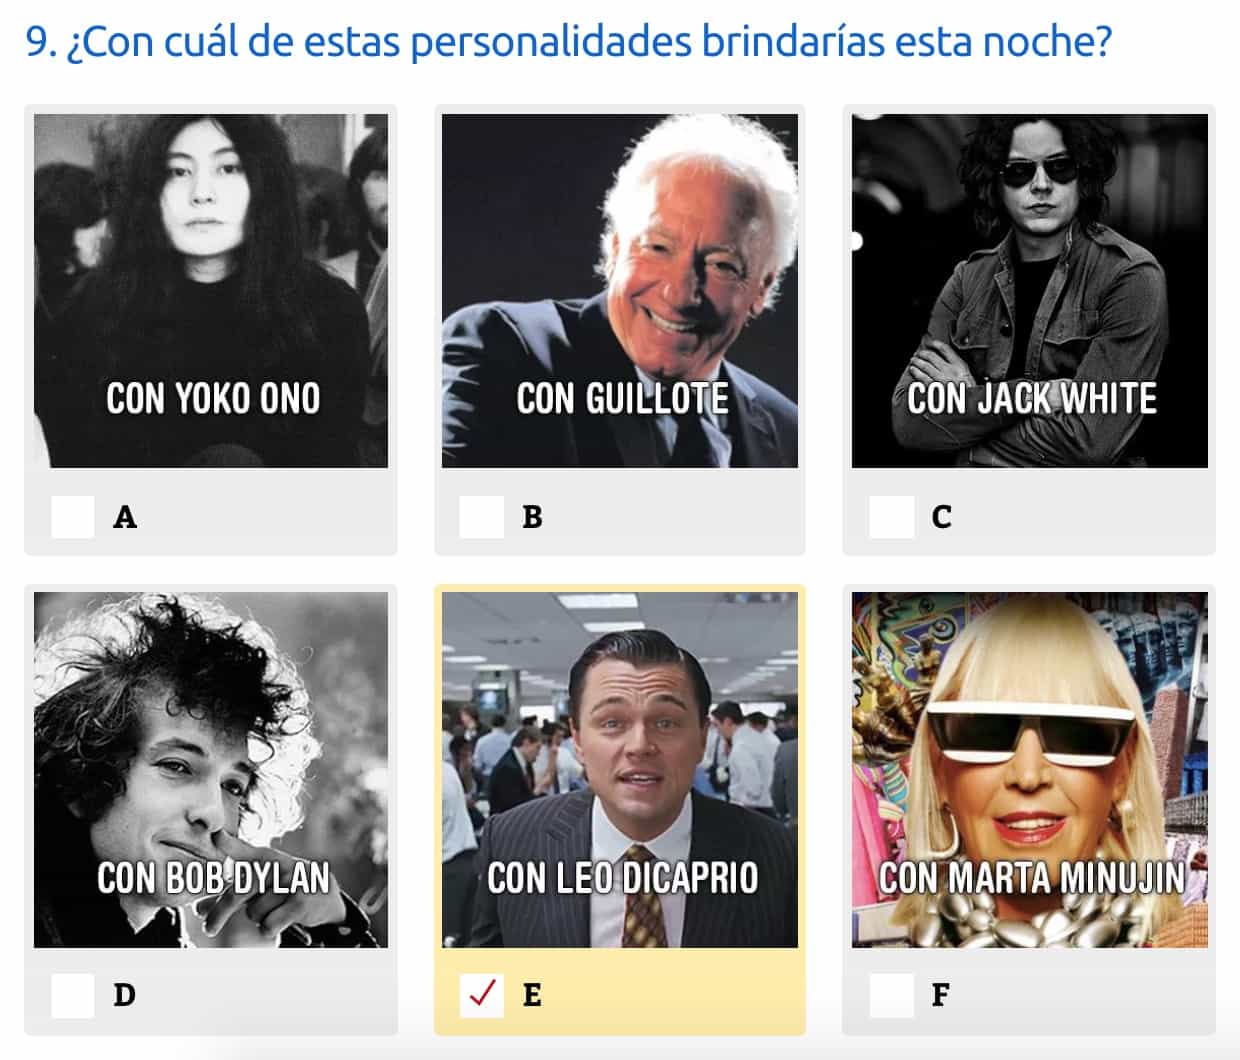 9. ¿Con cuál de estas personalidades brindarías esta noche?
CON YOKO ONO
CON GUILLOTE
CON JACK WHITE
A
B
C
CON BOB DYLAN
CON LEO DICAPRIO
CON MARTA MINUJIN
D
E
F